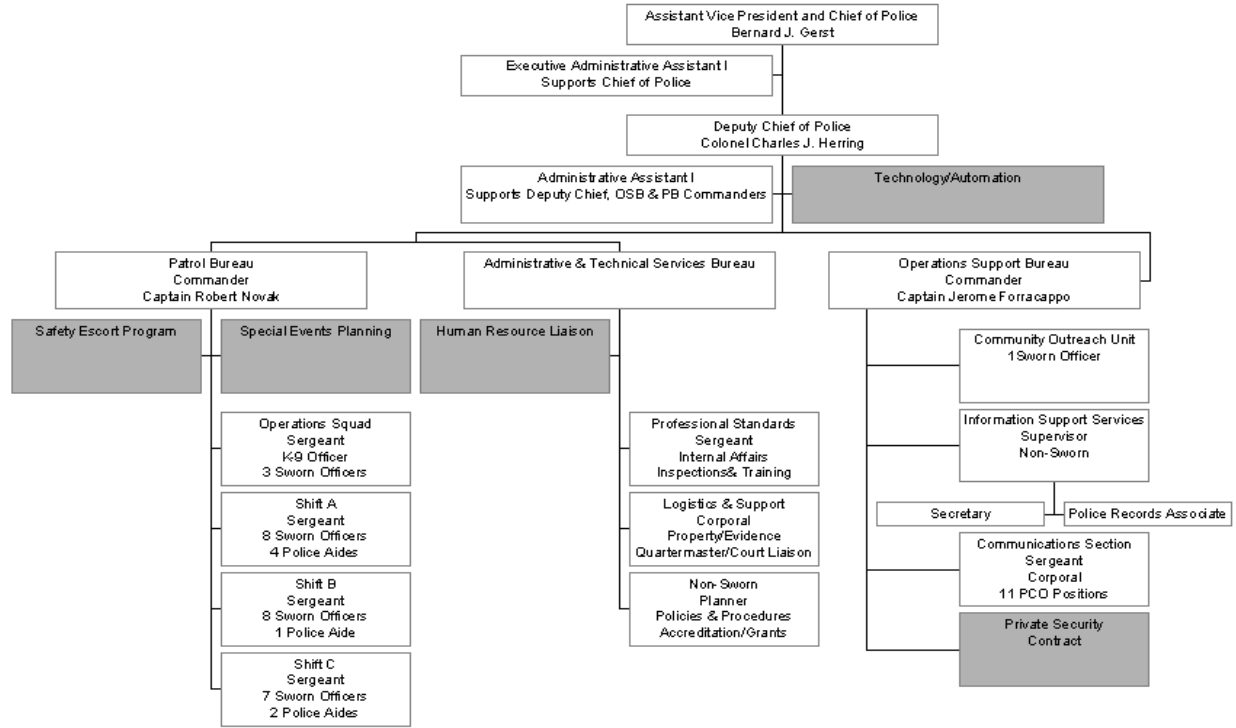 Assistant Vice President and Chief of Police
Bernard J. Gerst
Executive Administrative Assistant I
Supports Chief of Police
Deputy Chief of Police
Colonel Charles J. Herring
Administrative Assistant I
Supports Deputy Chief, OSB & PB Commanders
Technology/Automation
Patrol Bureau
Commander
Captain Robert Novak
Administrative & Technical Services Bureau
Operations Support Bureau
Commander
Captain Jerome Forracappo
Safety Escort Program
Special Events Planning
Human Resource Liaison
Operations Squad
Sergeant
K-9 Officer
3 Sworn Officers
Shift A
Sergeant
8 Sworn Officers
4 Police Aides
Shift B
Sergeant
8 Sworn Officers
1 Police Aide
Shift C
Sergeant
7 Sworn Officers
2 Police Aides
Professional Standards
Sergeant
Internal Affairs
Inspections& Training
Logistics & Support
Corporal
Property/Evidence
Quartermaster/Court Liaison
Non-Sworn
Planner
Policies & Procedures
Accreditation/Grants
Community Outreach Unit
1Sworn Officer
Information Support Services
Supervisor
Non-Sworn
Secretary
Police Records Associate
Communications Section
Sergeant
Corporal
11 PCO Positions
Private Security
Contract